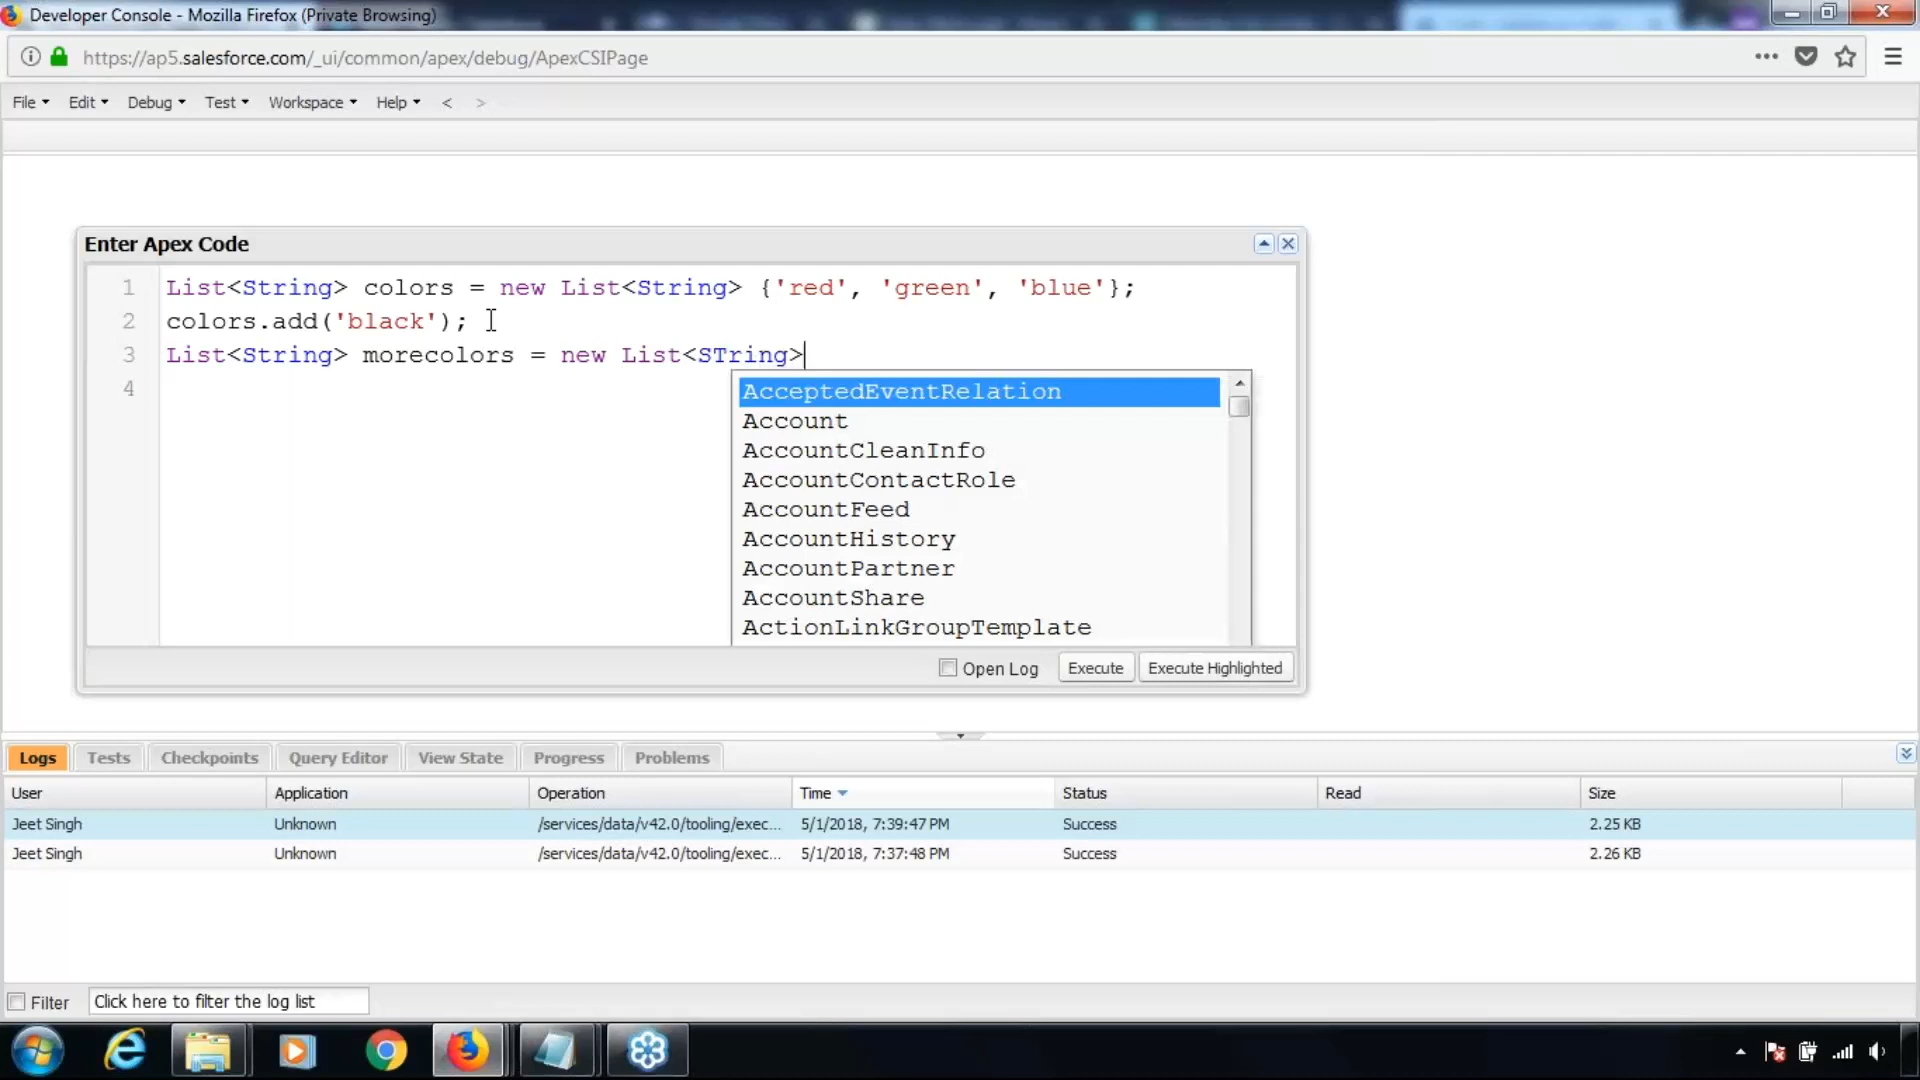 Developer Console - Mozilla Firefox (Private Browsing)
https://ap5.salesforce.com/_ui/common/apex/debug/ApexCSIPage
File Edit Debug Test Workspace Help < >
Enter Apex Code
1 List<String> colors = new List<String> {'red', 'green', 'blue'};
2 colors.add('black');
3 List<String> morecolors = new List<STring>
4
AcceptedEventRelation
Account
AccountCleanInfo
AccountContactRole
AccountFeed
AccountHistory
AccountPartner
AccountShare
ActionLinkGroupTemplate
Open Log Execute Execute Highlighted
Logs Tests Checkpoints Query Editor View State Progress Problems
User Application Operation Time Status Read Size
Jeet Singh Unknown /services/data/v42.0/tooling/exec... 5/1/2018, 7:39:47 PM Success 2.25 KB
Jeet Singh Unknown /services/data/v42.0/tooling/exec... 5/1/2018, 7:37:48 PM Success 2.26 KB
Filter Click here to filter the log list